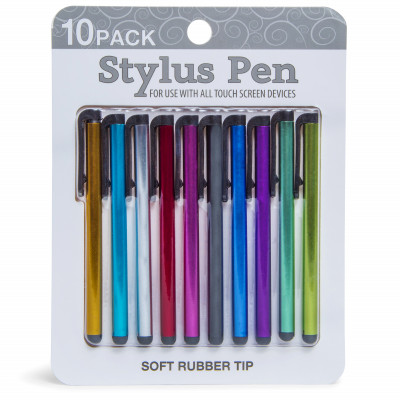 10 PACK
Stylus Pen
FOR USE WITH ALL TOUCH SCREEN DEVICES
SOFT RUBBER TIP